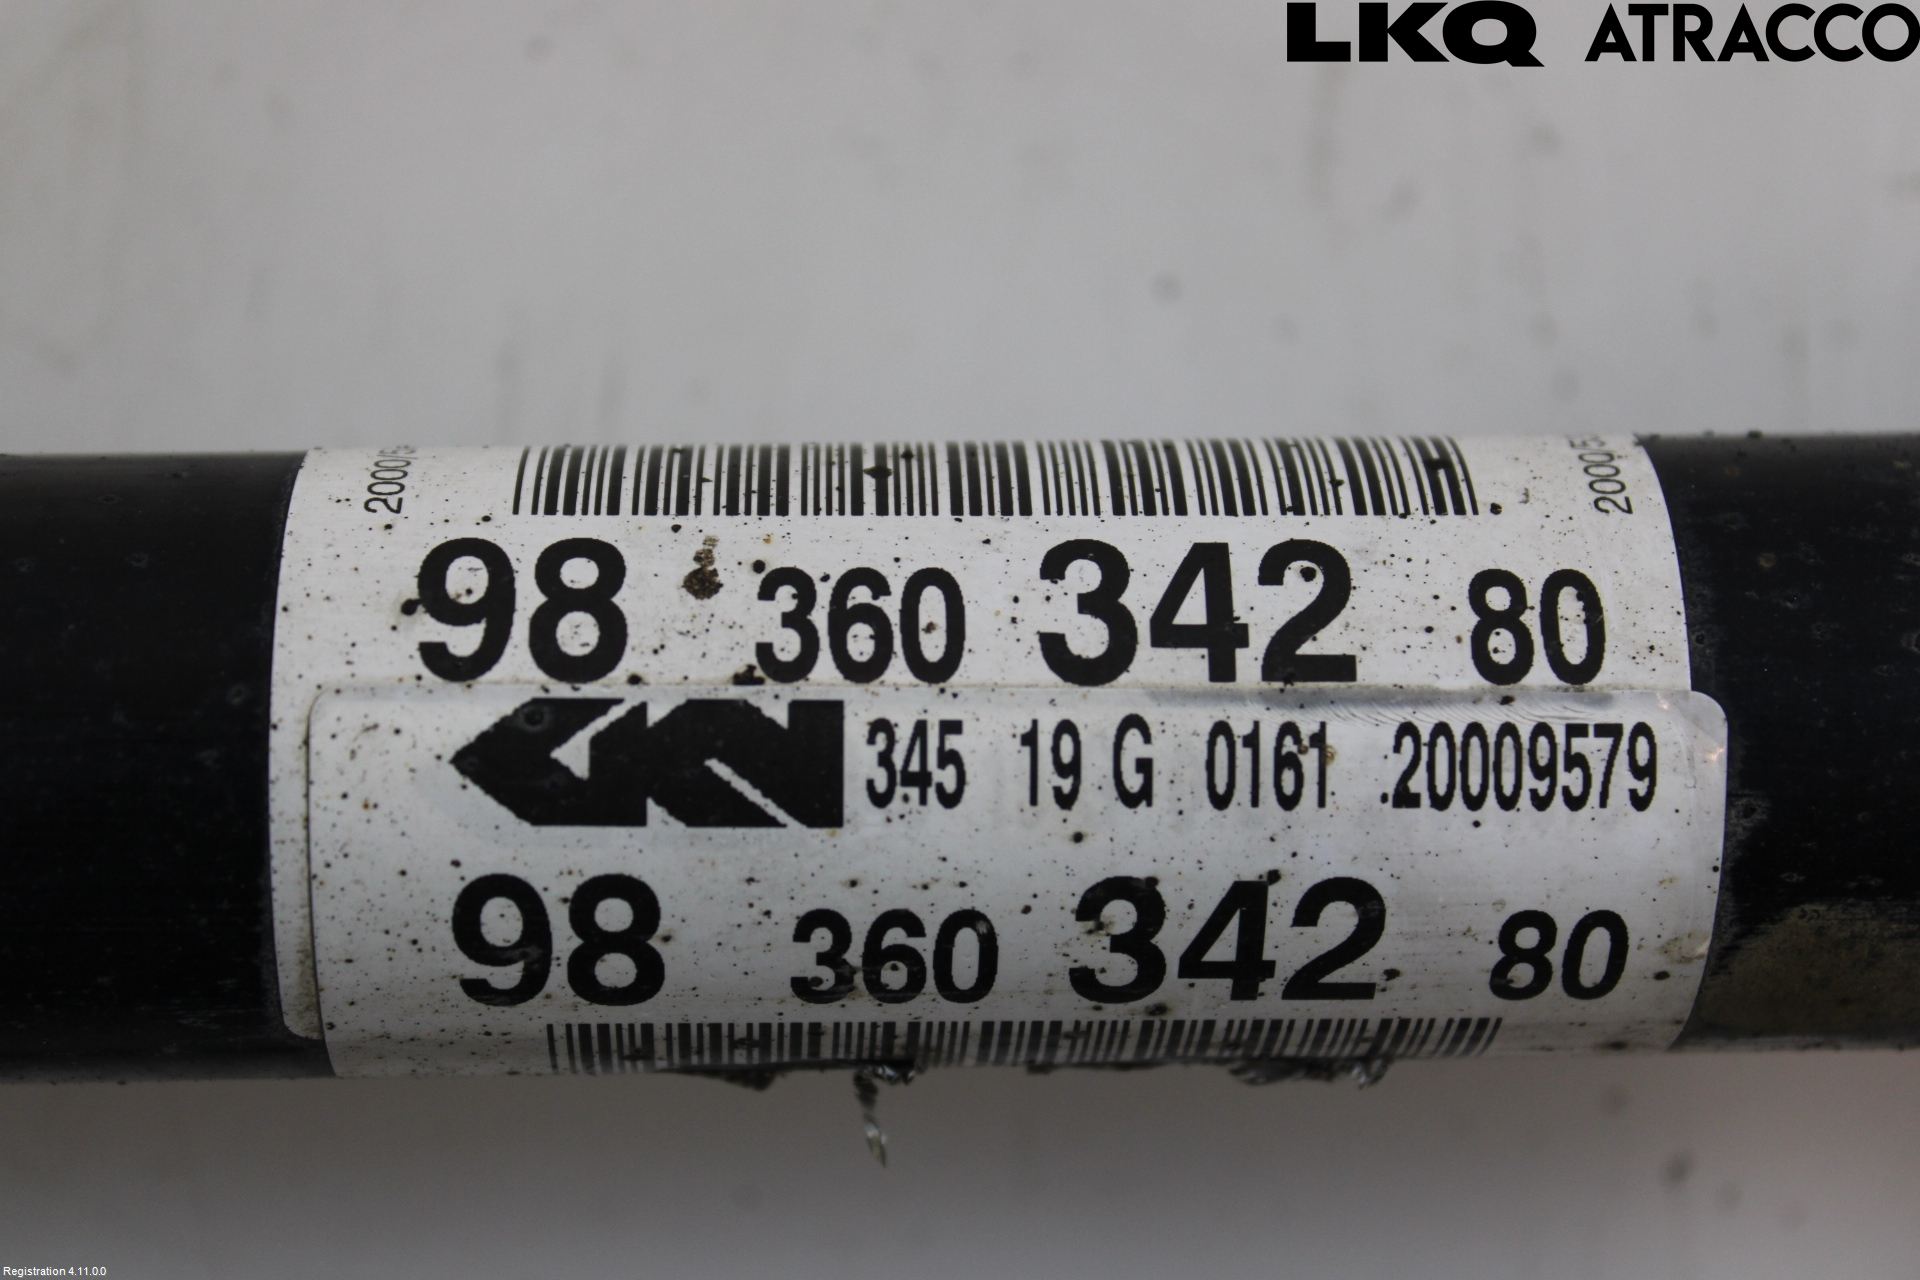 LKQ ATRACCO
98 360 342 80
GKN 345 19 G 0161 20009579
98 360 342 80
Registration 4.11.0.0